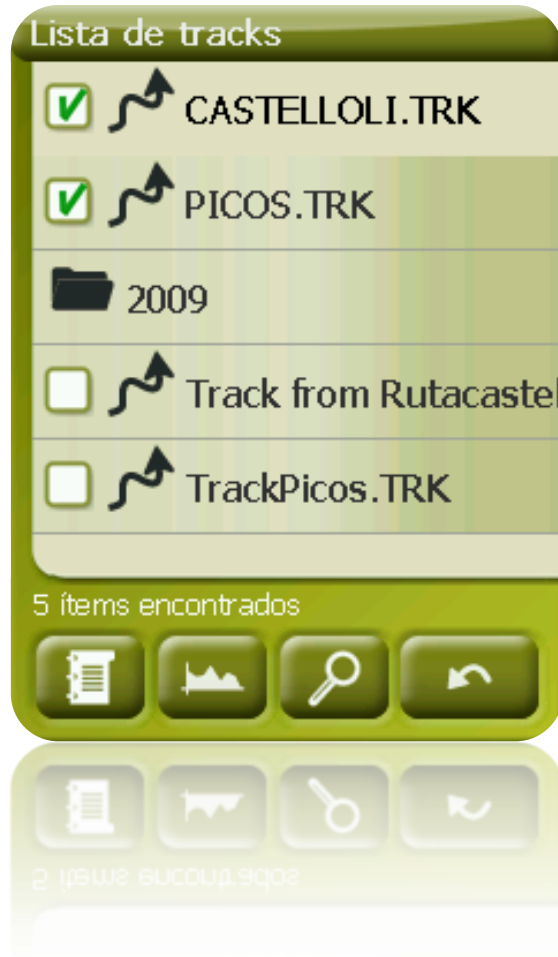 Lista de tracks
CASTELLOLI.TRK
PICOS.TRK
2009
Track from Rutacastel
TrackPicos.TRK
5 ítems encontrados